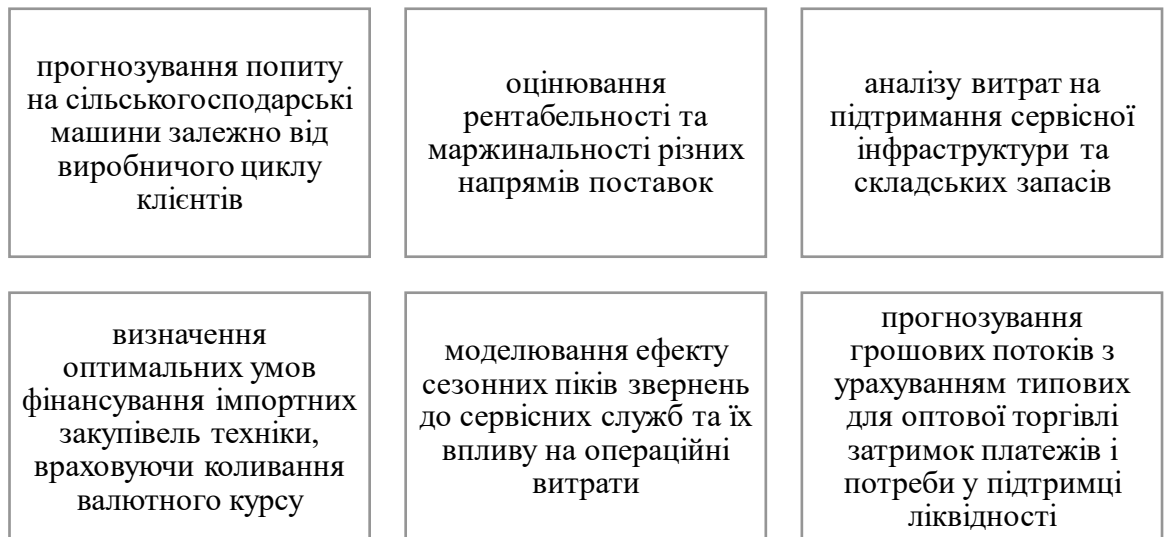 прогнозування попиту
на сільськогосподарські
машини залежно від
виробничого циклу
клієнтів
оцінювання
рентабельності та
маржинальності різних
напрямів поставок
аналізу витрат на
підтримання сервісної
інфраструктури та
складських запасів
визначення
оптимальних умов
фінансування імпортних
закупівель техніки,
враховуючи коливання
валютного курсу
моделювання ефекту
сезонних піків звернень
до сервісних служб та їх
впливу на операційні
витрати
прогнозування
грошових потоків з
урахуванням типових
для оптової торгівлі
затримок платежів і
потреби у підтримці
ліквідності